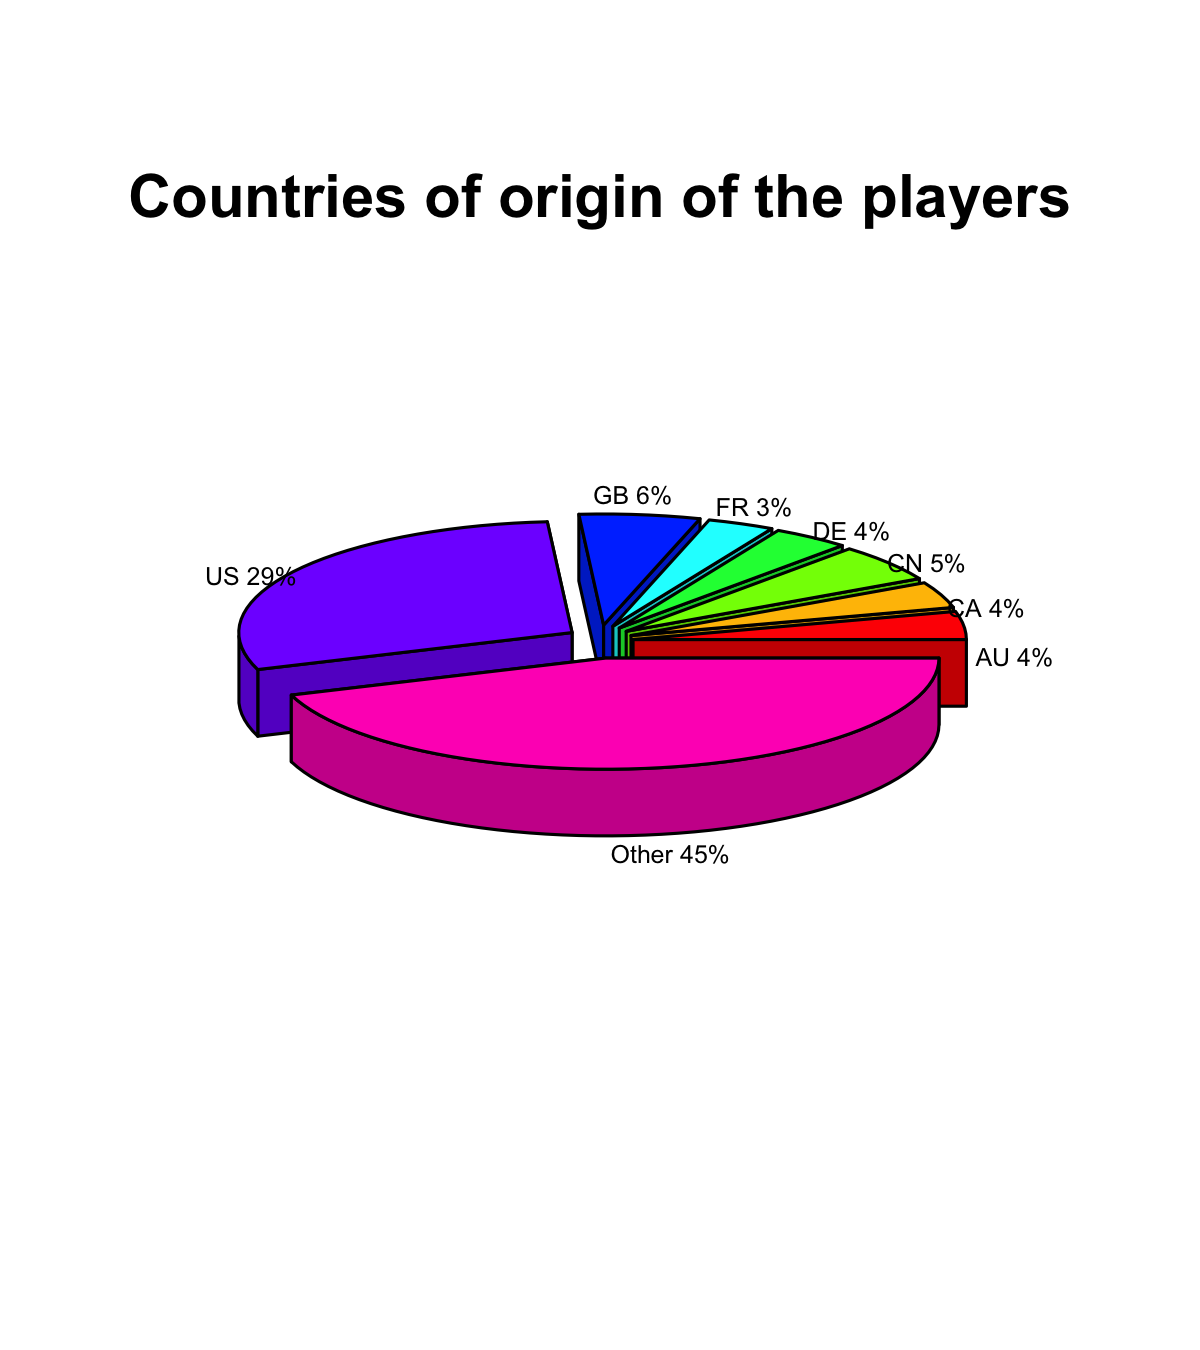 Countries of origin of the players
GB 6%
FR 3%
DE 4%
CN 5%
US 29%
CA 4%
AU 4%
Other 45%